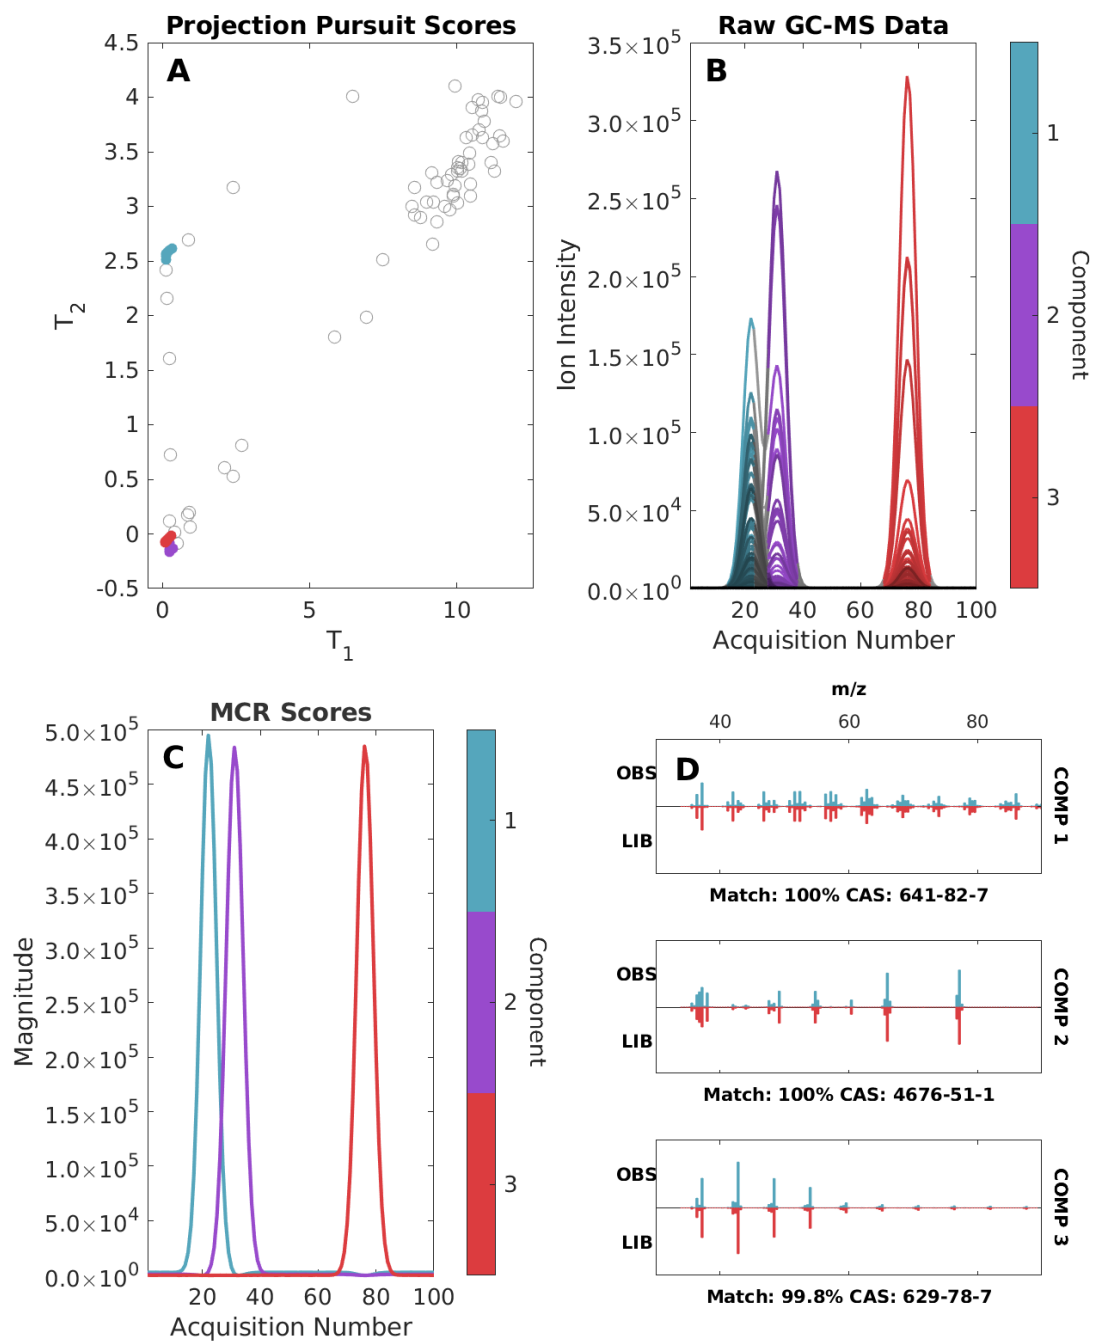 Projection Pursuit Scores
A
4.5
4
3.5
3
2.5
2
1.5
1
0.5
0
-0.5
T2
0 5 10
T1
Raw GC-MS Data
B
3.5×10^5
3.0×10^5
2.5×10^5
2.0×10^5
1.5×10^5
1.0×10^5
5.0×10^4
0.0×10^0
Ion Intensity
20 40 60 80 100
Acquisition Number
1
2
3
Component
MCR Scores
C
5.0×10^5
4.5×10^5
4.0×10^5
3.5×10^5
3.0×10^5
2.5×10^5
2.0×10^5
1.5×10^5
1.0×10^5
5.0×10^4
0.0×10^0
Magnitude
20 40 60 80 100
Acquisition Number
1
2
3
Component
m/z
40 60 80
D
OBS
LIB
COMP 1
Match: 100% CAS: 641-82-7
OBS
LIB
COMP 2
Match: 100% CAS: 4676-51-1
OBS
LIB
COMP 3
Match: 99.8% CAS: 629-78-7